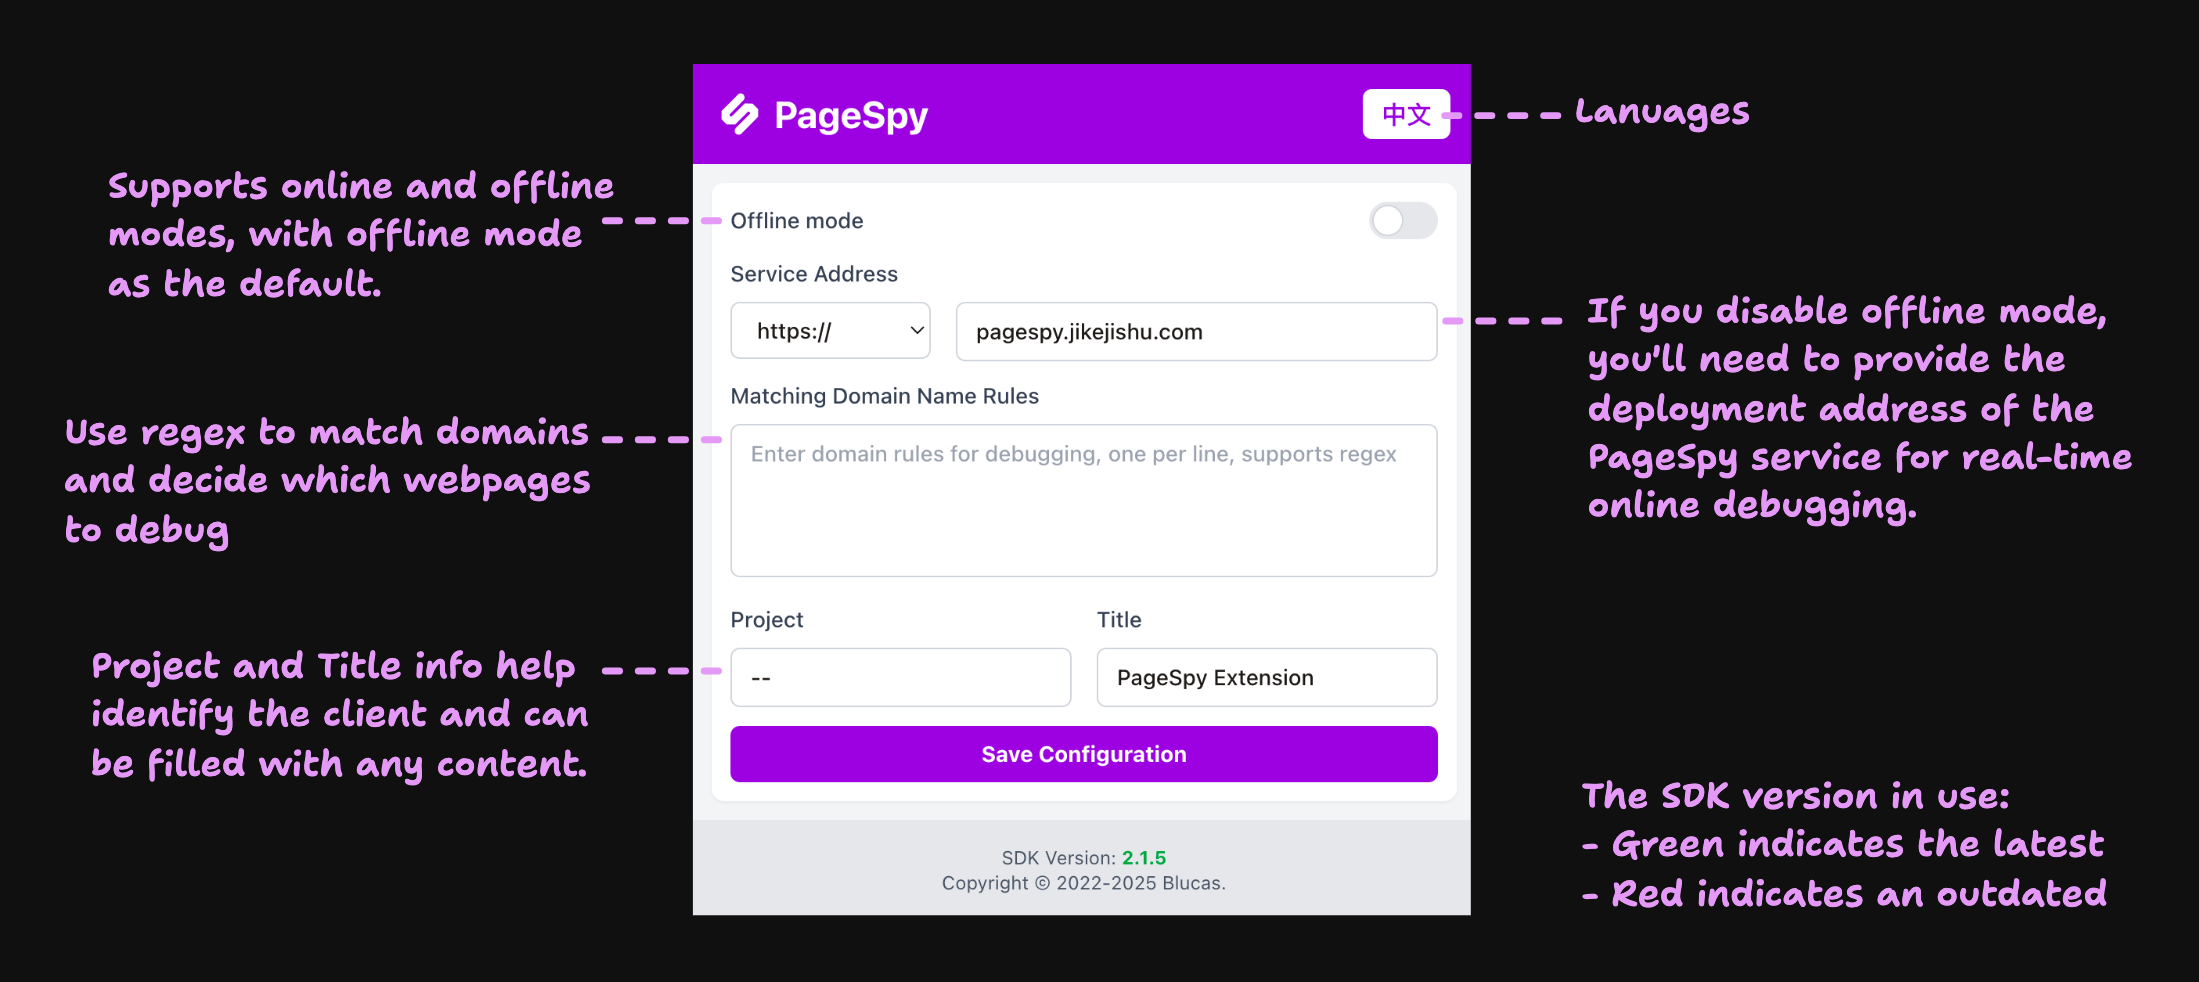 PageSpy
中文
Lanuages
Supports online and offline
modes, with offline mode
as the default.
Offline mode
Service Address
https://
pagespy.jikejishu.com
If you disable offline mode,
you'll need to provide the
deployment address of the
PageSpy service for real-time
online debugging.
Matching Domain Name Rules
Enter domain rules for debugging, one per line, supports regex
Use regex to match domains
and decide which webpages
to debug
Project
Title
--
PageSpy Extension
Project and Title info help
identify the client and can
be filled with any content.
Save Configuration
The SDK version in use:
- Green indicates the latest
- Red indicates an outdated
SDK Version: 2.1.5
Copyright © 2022-2025 Blucas.